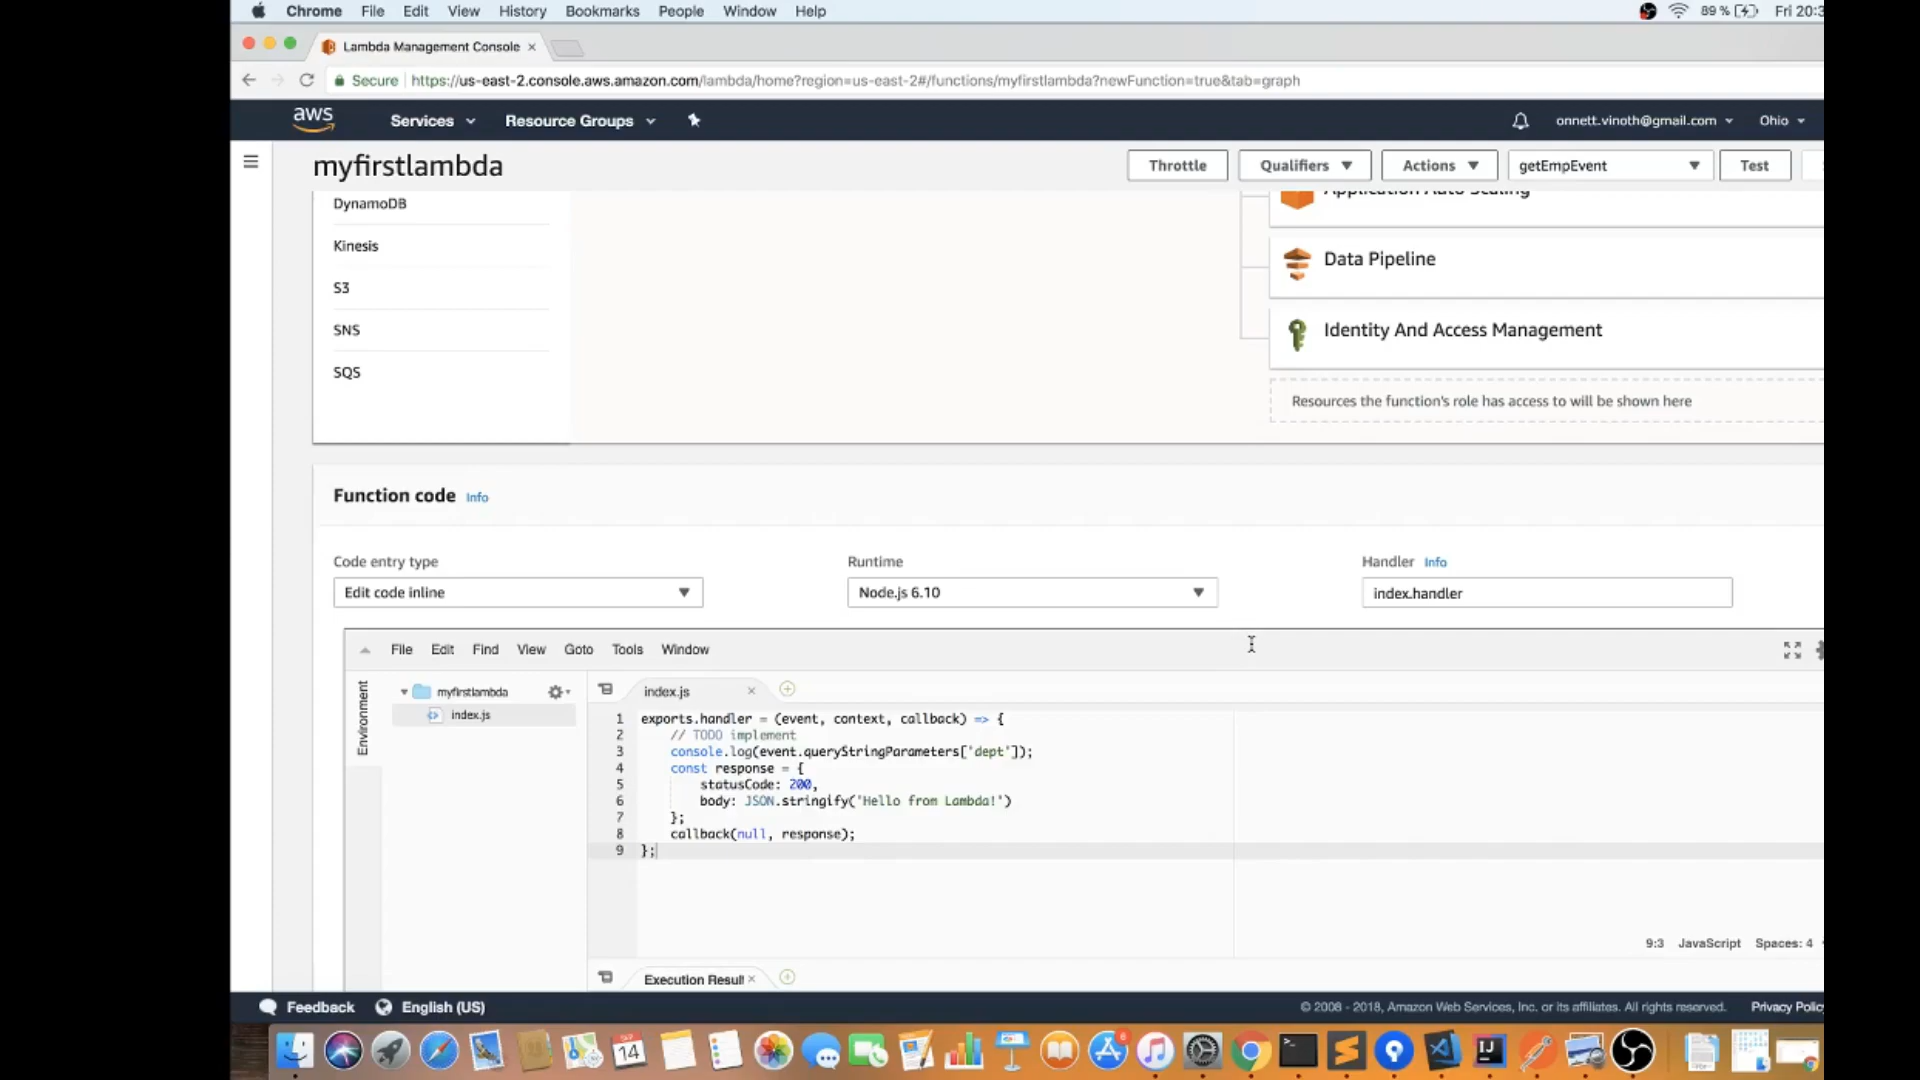 Chrome File Edit View History Bookmarks People Window Help 89 % Fri 20:3
Lambda Management Console ×
Secure https://us-east-2.console.aws.amazon.com/lambda/home?region=us-east-2#/functions/myfirstlambda?newFunction=true&tab=graph
aws Services Resource Groups onnett.vinoth@gmail.com Ohio
myfirstlambda Throttle Qualifiers Actions getEmpEvent Test
Application Auto Scaling
DynamoDB
Kinesis
Data Pipeline
S3
SNS
Identity And Access Management
SQS
Resources the function's role has access to will be shown here
Function code Info
Code entry type Runtime Handler Info
Edit code inline Node.js 6.10 index.handler
File Edit Find View Goto Tools Window
Environment
myfirstlambda index.js ×
index.js
1 exports.handler = (event, context, callback) => {
2 // TODO implement
3 console.log(event.queryStringParameters['dept']);
4 const response = {
5 statusCode: 200,
6 body: JSON.stringify('Hello from Lambda!')
7 };
8 callback(null, response);
9 };
9:3 JavaScript Spaces: 4
Execution Result ×
Feedback English (US) © 2008 - 2018, Amazon Web Services, Inc. or its affiliates. All rights reserved. Privacy Policy
14